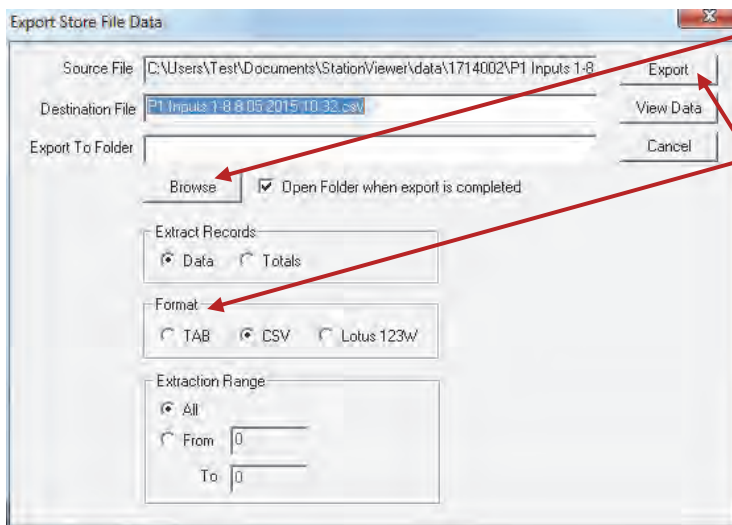 Export Store File Data
Source File C:\Users\Test\Documents\StationViewer\data\1714002\P1 Inputs 1-8 Export
Destination File P1 Inputs 1-8 8 05 2015 10 32.csv View Data
Export To Folder Cancel
Browse Open Folder when export is completed
Extract Records
Data Totals
Format
TAB CSV Lotus 123W
Extraction Range
All
From 0
To 0